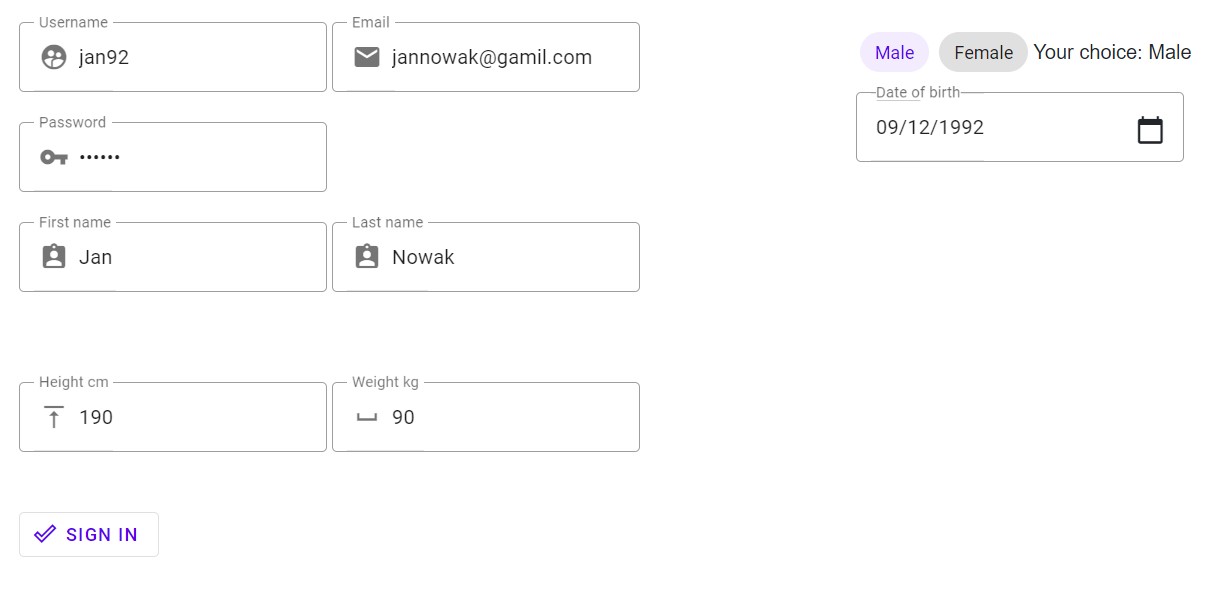 Username
jan92
Email
jannowak@gamil.com
Male Female Your choice: Male
Date of birth
09/12/1992
Password
••••••
First name
Jan
Last name
Nowak
Height cm
190
Weight kg
90
SIGN IN